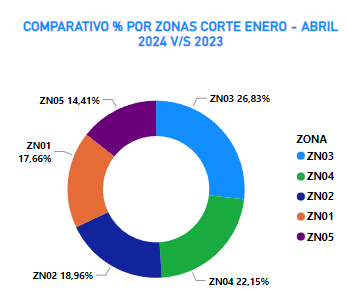 COMPARATIVO % POR ZONAS CORTE ENERO - ABRIL
2024 V/S 2023
ZN05 14,41%
ZN03 26,83%
ZN01
17,66%
ZN02 18,96%
ZN04 22,15%
ZONA
ZN03
ZN04
ZN02
ZN01
ZN05